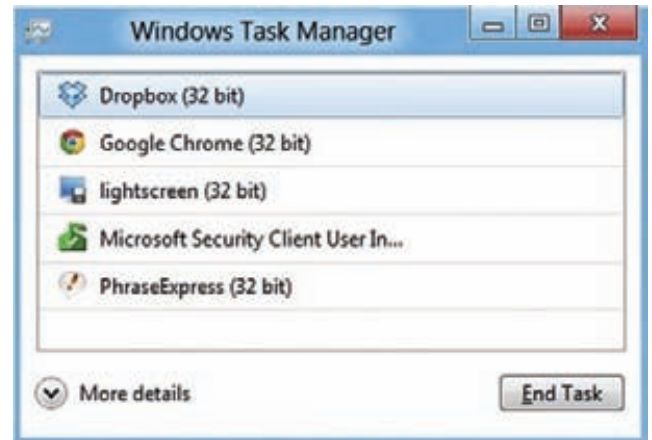 Windows Task Manager
Dropbox (32 bit)
Google Chrome (32 bit)
lightscreen (32 bit)
Microsoft Security Client User In...
PhraseExpress (32 bit)
More details
End Task